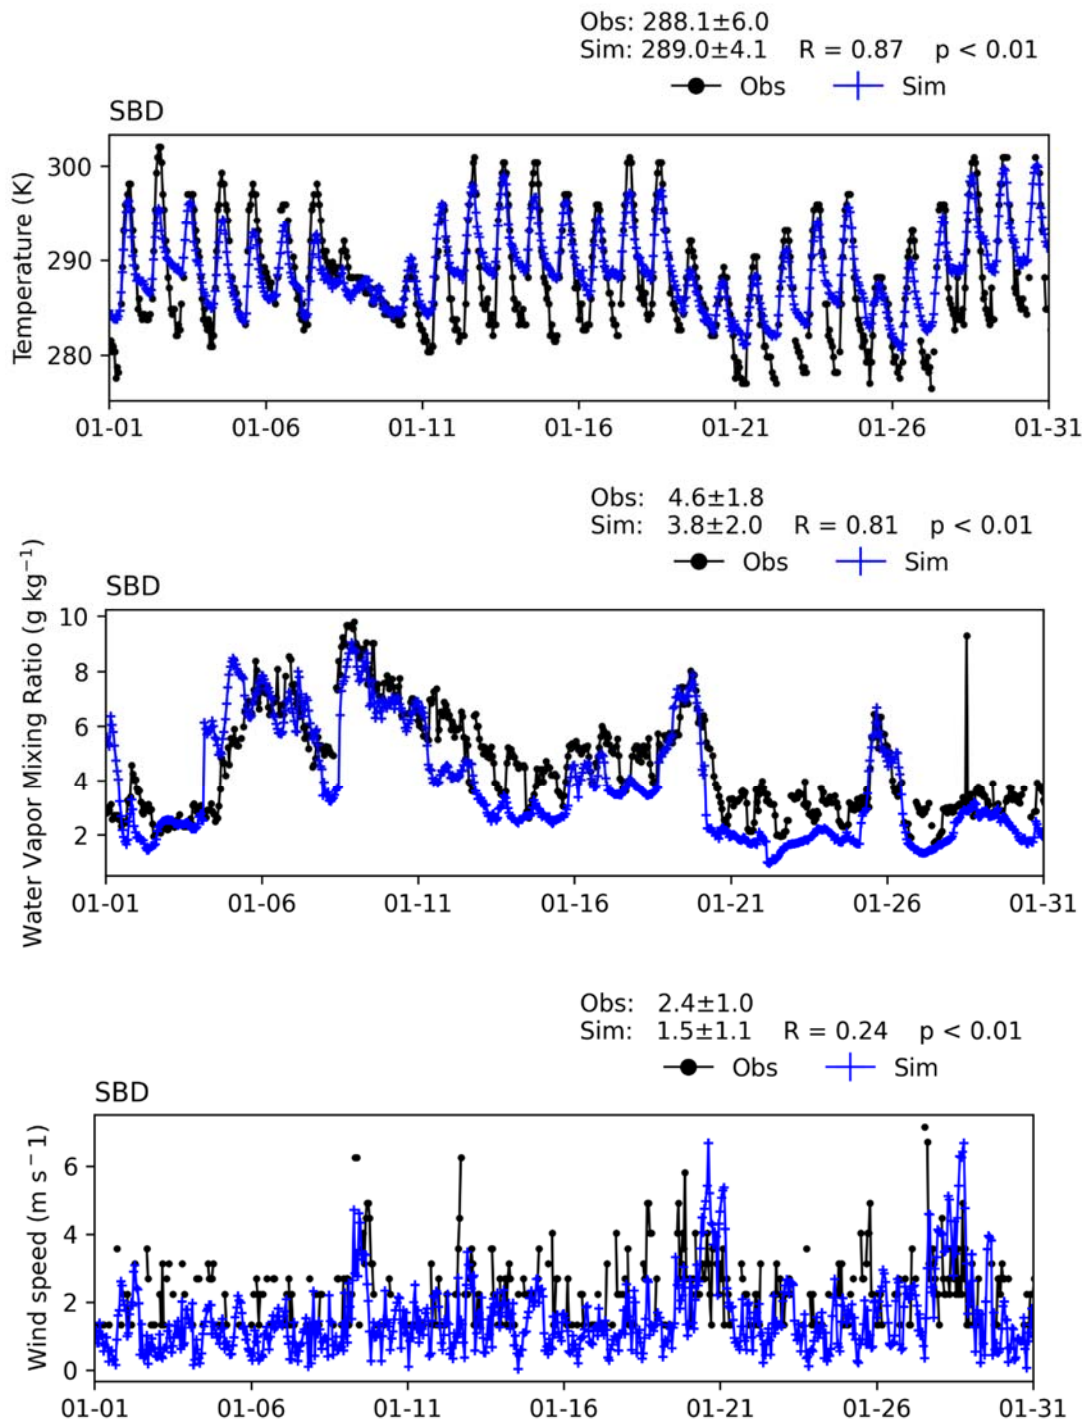 Obs: 288.1±6.0
Sim: 289.0±4.1 R = 0.87 p < 0.01
Obs Sim
SBD
Temperature (K)
300
290
280
01-01 01-06 01-11 01-16 01-21 01-26 01-31
Obs: 4.6±1.8
Sim: 3.8±2.0 R = 0.81 p < 0.01
Obs Sim
SBD
Water Vapor Mixing Ratio (g kg⁻¹)
10
8
6
4
2
01-01 01-06 01-11 01-16 01-21 01-26 01-31
Obs: 2.4±1.0
Sim: 1.5±1.1 R = 0.24 p < 0.01
Obs Sim
SBD
Wind speed (m s⁻1)
6
4
2
0
01-01 01-06 01-11 01-16 01-21 01-26 01-31